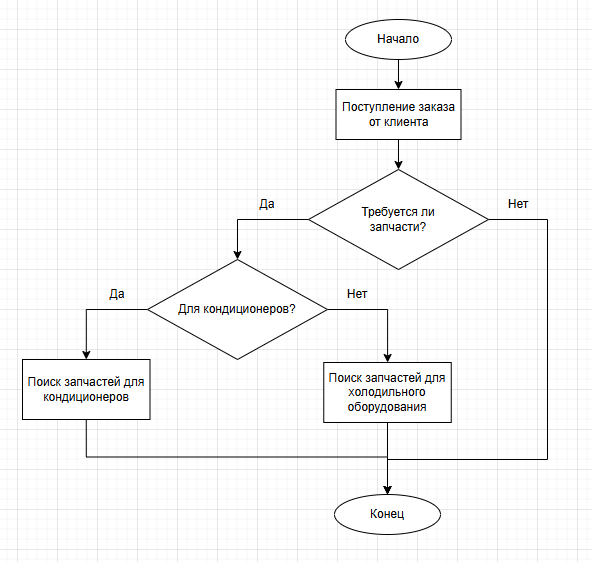 Начало
Поступление заказа
от клиента
Требуется ли
запчасти?
Да
Нет
Для кондиционеров?
Да
Нет
Поиск запчастей для
кондиционеров
Поиск запчастей для
холодильного
оборудования
Конец